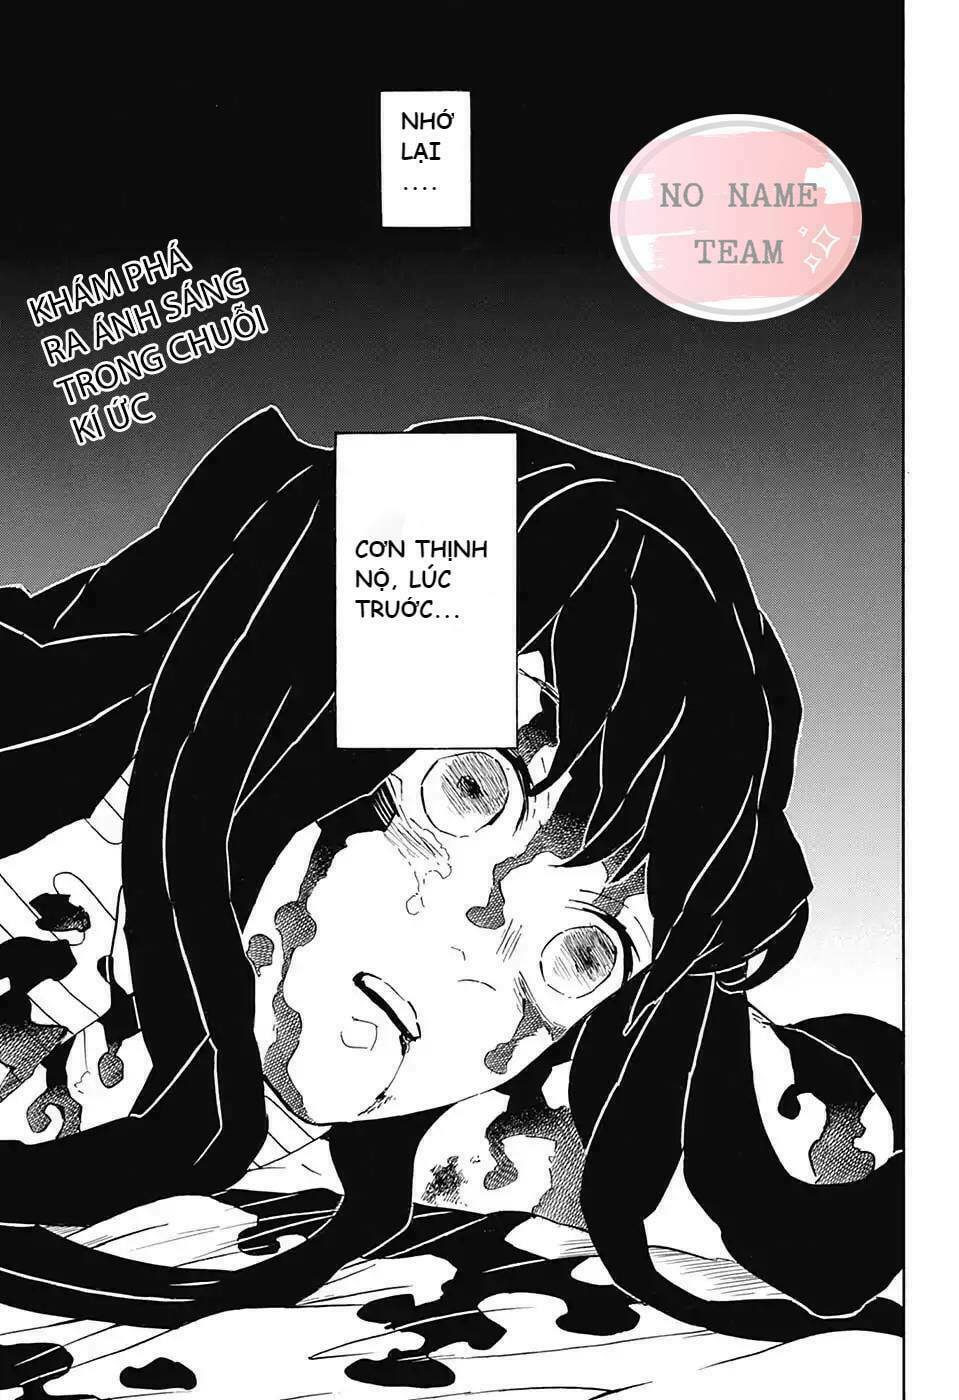 NHỚ
LẠI
....
NO NAME
TEAM
KHÁM PHÁ
RA ÁNH SÁNG
TRONG CHUỖI
KÍ ỨC
CƠN THỊNH
NỘ, LÚC
TRƯỚC...